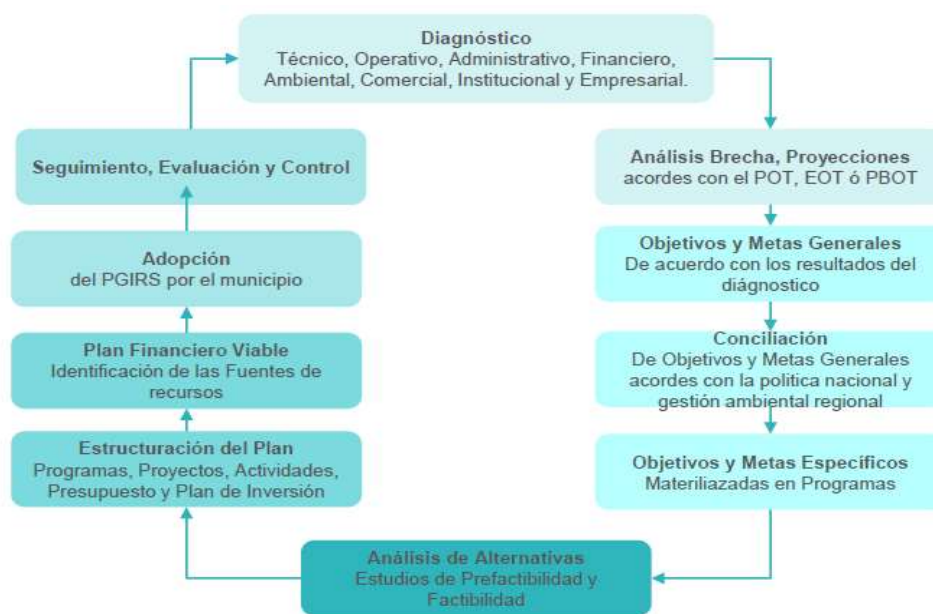 Diagnóstico
Técnico, Operativo, Administrativo, Financiero,
Ambiental, Comercial, Institucional y Empresarial.
Análisis Brecha, Proyecciones
acordes con el POT, EOT ó PBOT
Objetivos y Metas Generales
De acuerdo con los resultados del
diágnostico
Conciliación
De Objetivos y Metas Generales
acordes con la politica nacional y
gestión ambiental regional
Objetivos y Metas Específicos
Materiliazadas en Programas
Análisis de Alternativas
Estudios de Prefactibilidad y
Factibilidad
Estructuración del Plan
Programas, Proyectos, Actividades,
Presupuesto y Plan de Inversión
Plan Financiero Viable
Identificación de las Fuentes de
recursos
Adopción
del PGIRS por el municipio
Seguimiento, Evaluación y Control